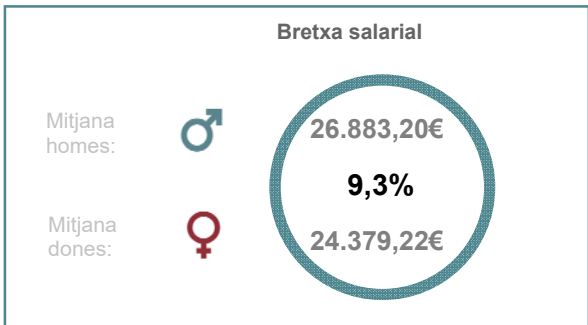 Bretxa salarial
Mitjana
homes:
26.883,20€
9,3%
Mitjana
dones:
24.379,22€